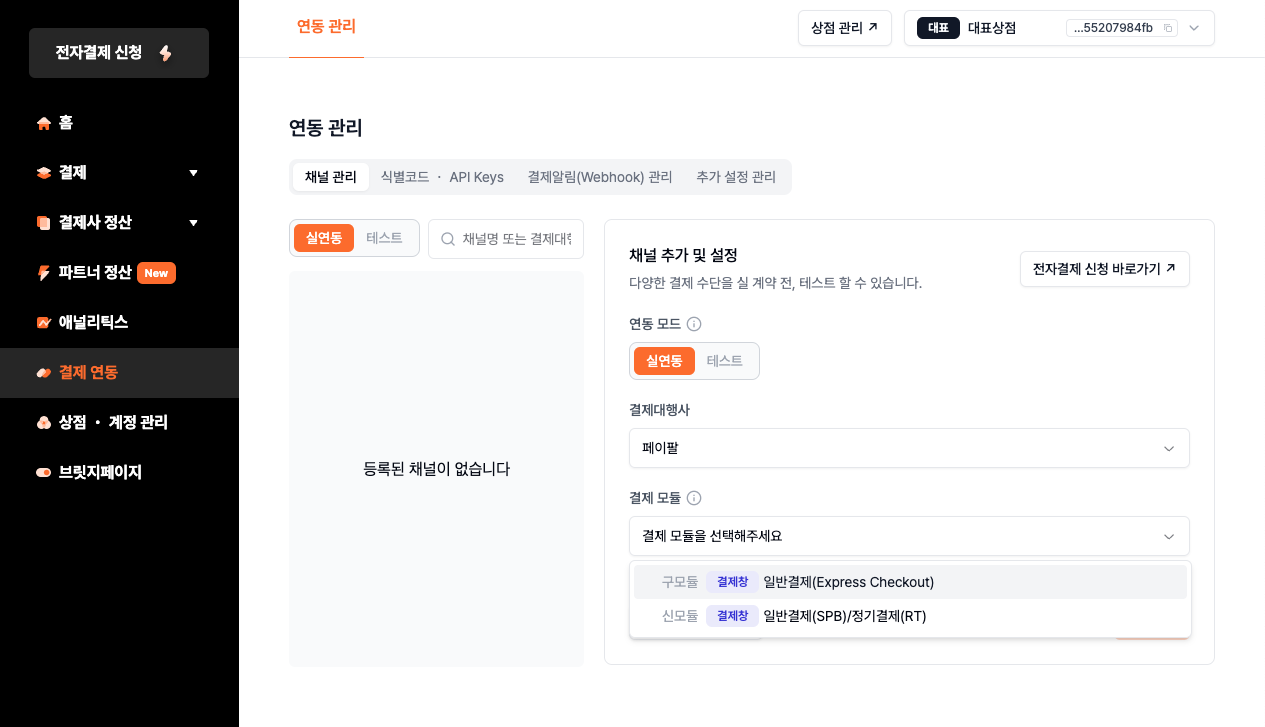 전자결제 신청
홈
결제
결제사 정산
파트너 정산 New
애널리틱스
결제 연동
상점 · 계정 관리
브릿지페이지
연동 관리
상점 관리
대표 대표상점 ...55207984fb
연동 관리
채널 관리 식별코드 · API Keys 결제알림(Webhook) 관리 추가 설정 관리
실연동 테스트
채널명 또는 결제대
등록된 채널이 없습니다
채널 추가 및 설정
다양한 결제 수단을 실 계약 전, 테스트 할 수 있습니다.
전자결제 신청 바로가기
연동 모드
실연동 테스트
결제대행사
페이팔
결제 모듈
결제 모듈을 선택해주세요
구모듈 결제창 일반결제(Express Checkout)
신모듈 결제창 일반결제(SPB)/정기결제(RT)